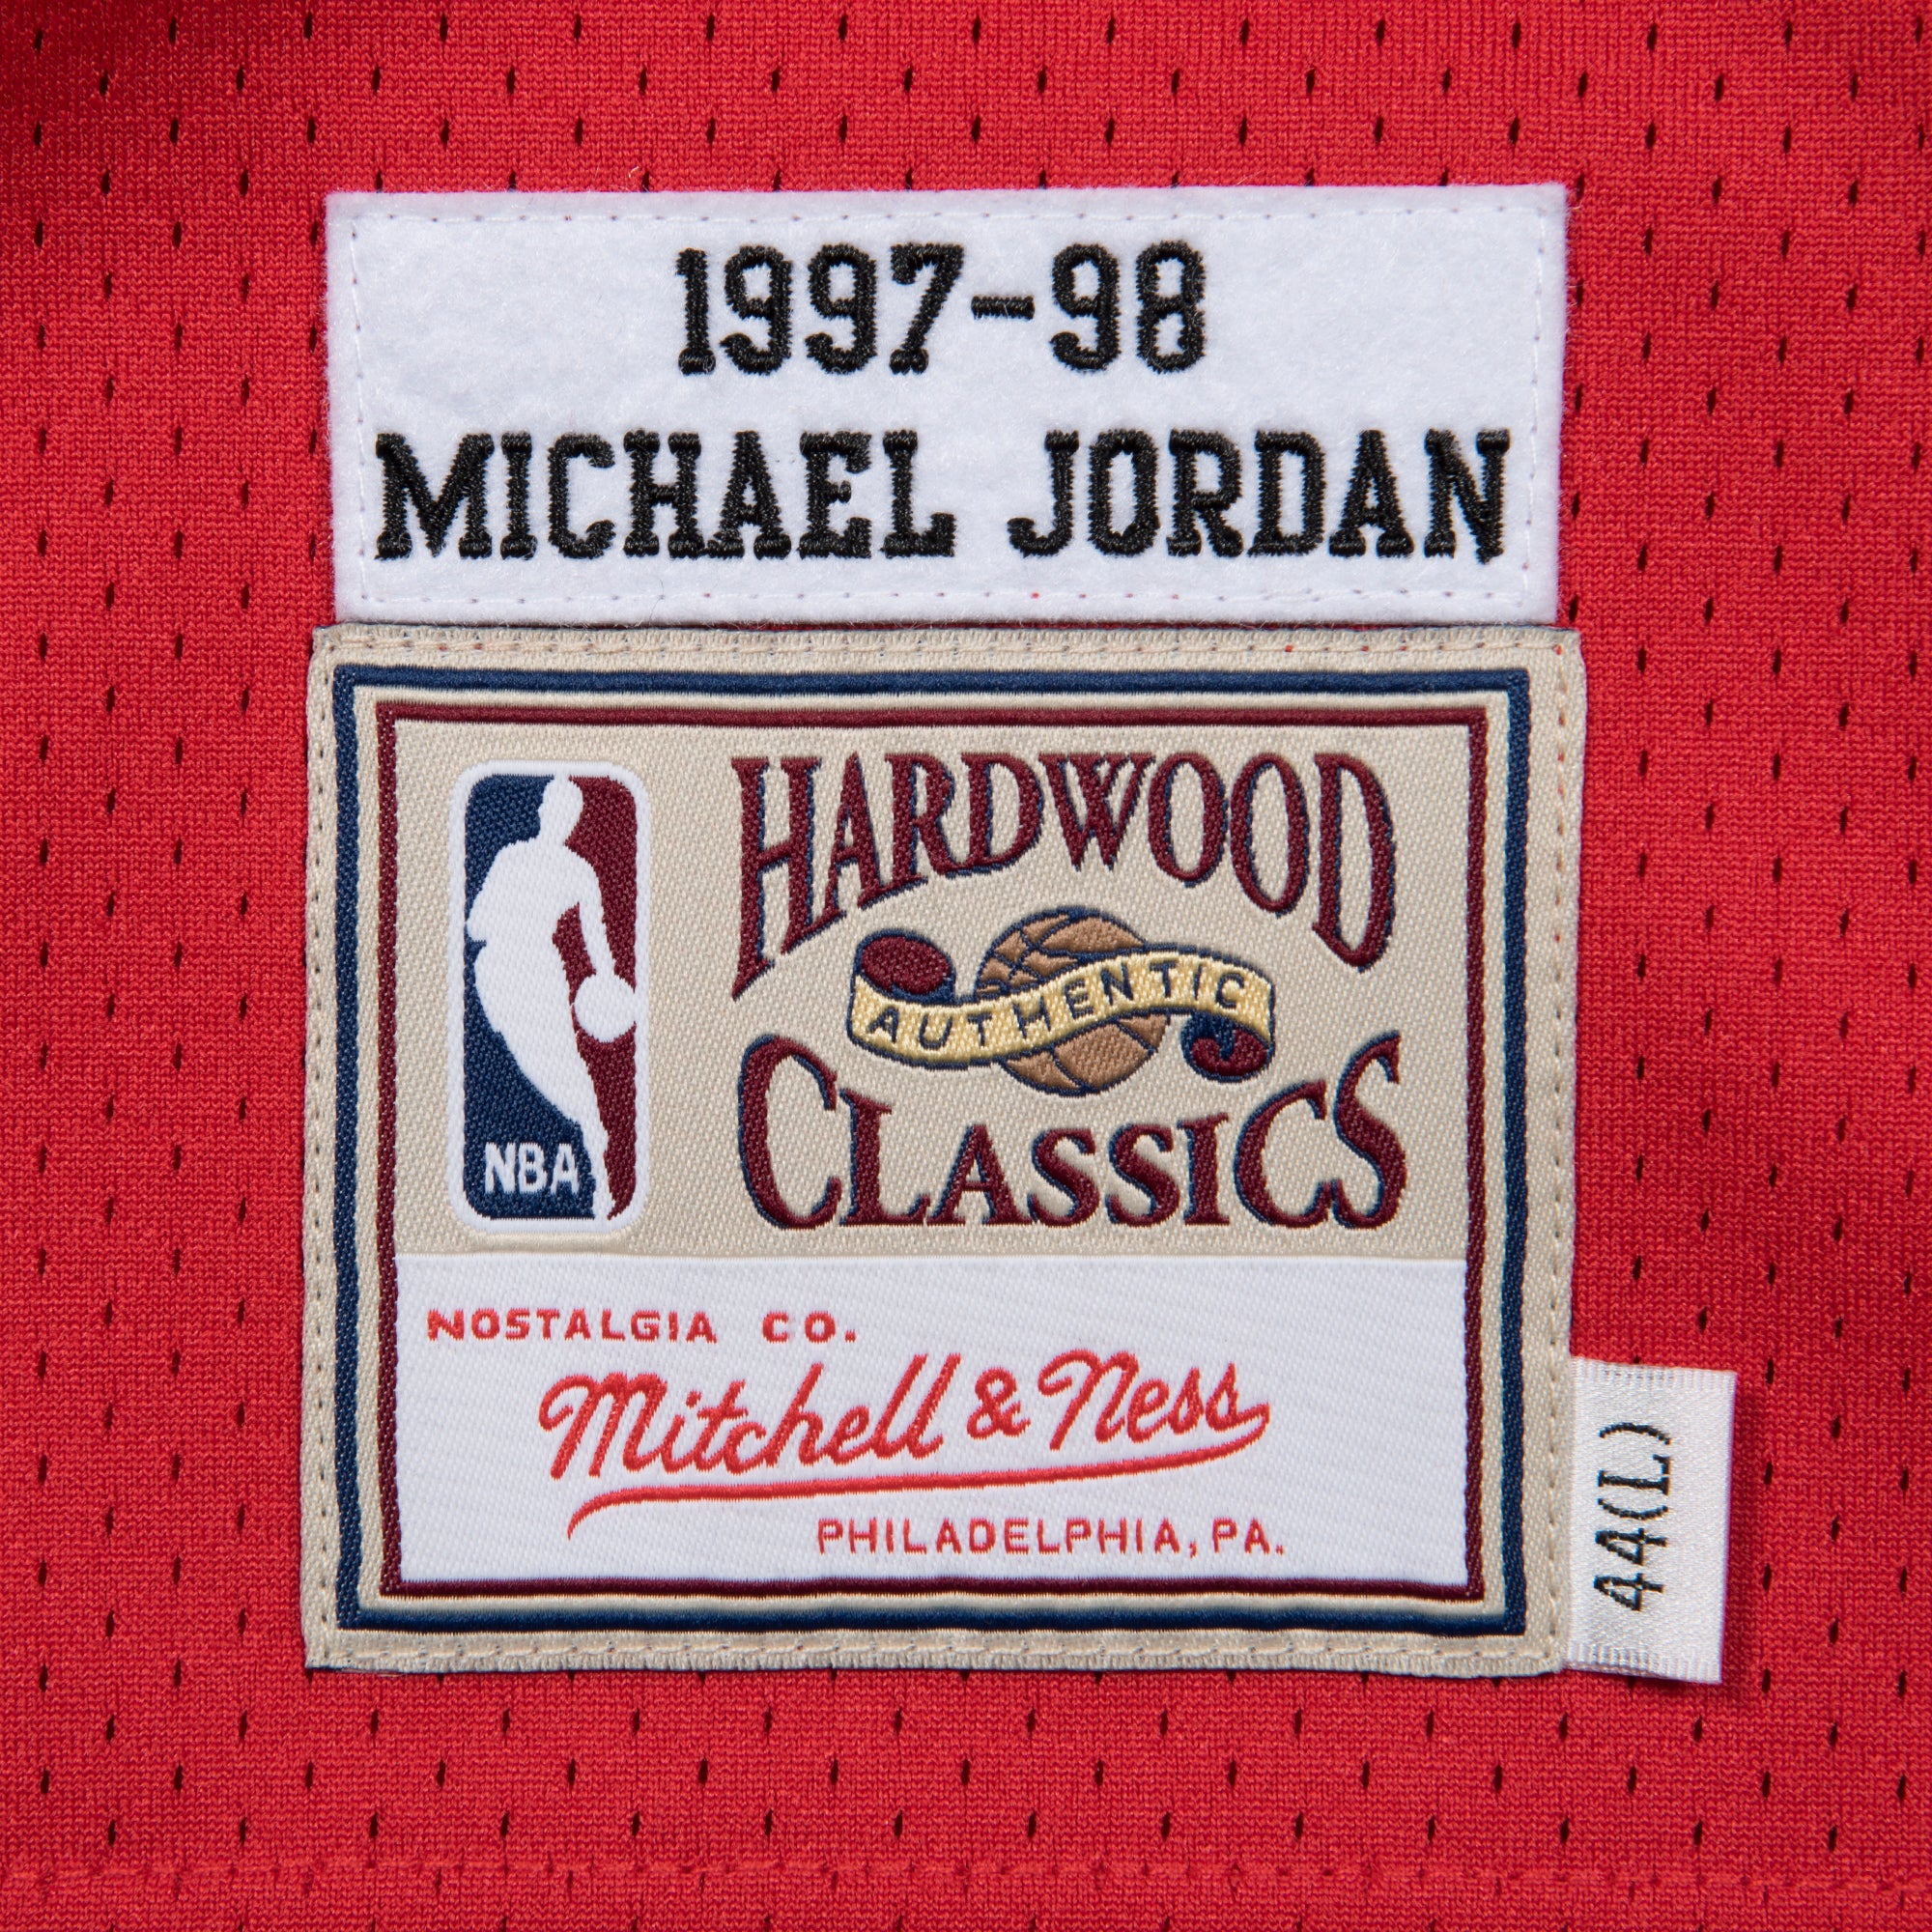 1997-98
MICHAEL JORDAN
HARDWOOD
AUTHENTIC
CLASSICS
NBA
NOSTALGIA CO.
Mitchell & Ness
PHILADELPHIA, PA.
44(L)